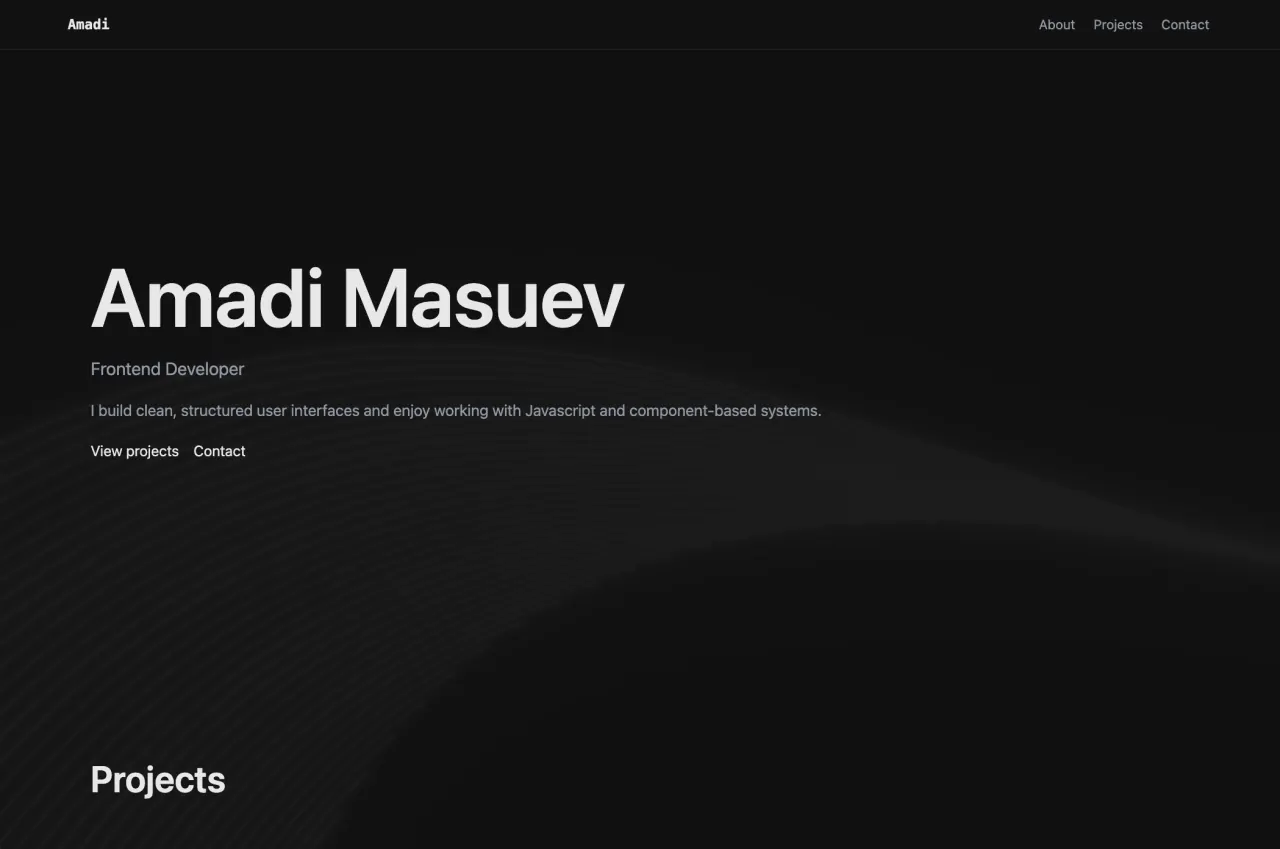 Amadi
About Projects Contact
Amadi Masuev
Frontend Developer
I build clean, structured user interfaces and enjoy working with Javascript and component-based systems.
View projects Contact
Projects